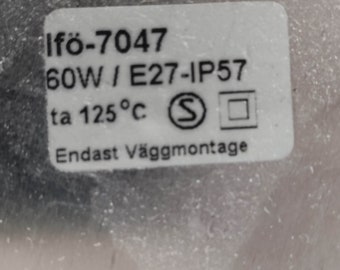 Ifö-7047
60W / E27-IP57
ta 125°C Ⓢ
Endast Väggmontage